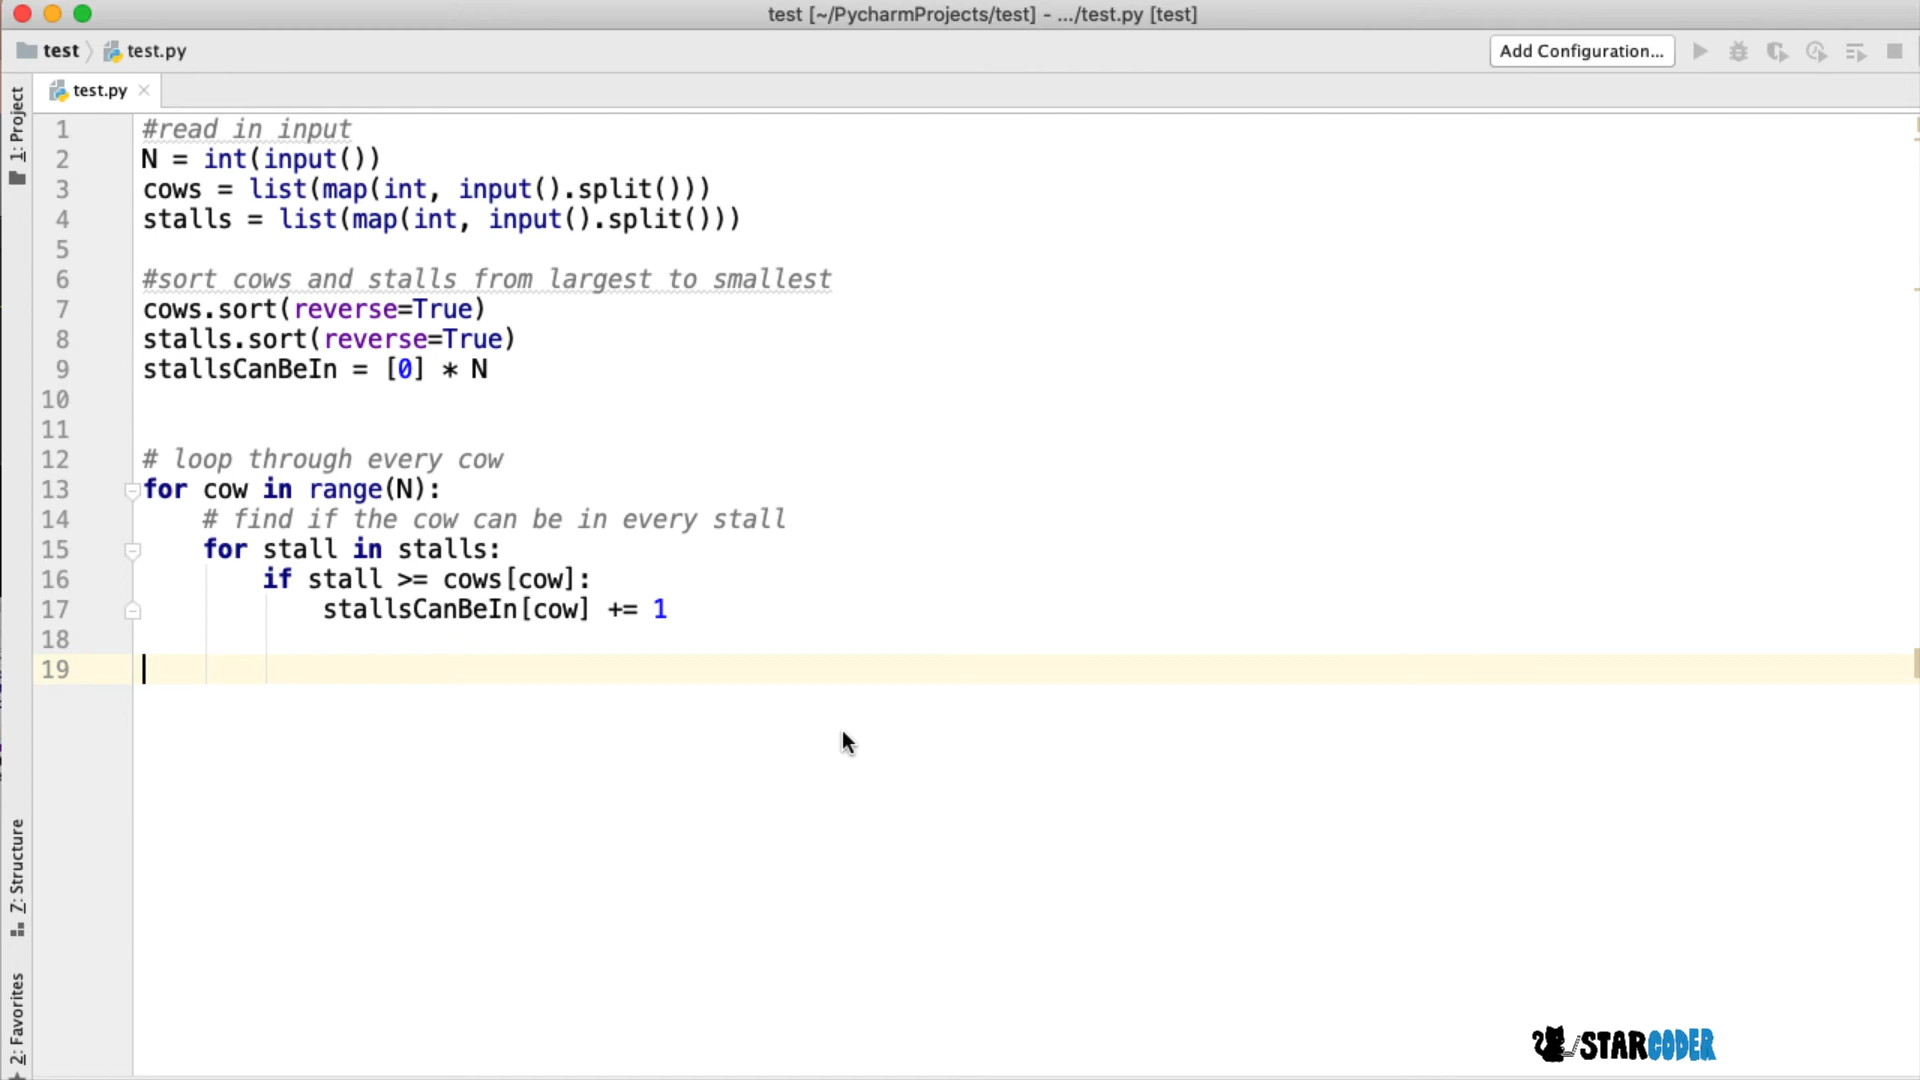 test [~/PycharmProjects/test] - .../test.py [test]
test test.py Add Configuration...
test.py
1 #read in input
2 N = int(input())
3 cows = list(map(int, input().split()))
4 stalls = list(map(int, input().split()))
5
6 #sort cows and stalls from largest to smallest
7 cows.sort(reverse=True)
8 stalls.sort(reverse=True)
9 stallsCanBeIn = [0] * N
10
11
12 # loop through every cow
13 for cow in range(N):
14     # find if the cow can be in every stall
15     for stall in stalls:
16         if stall >= cows[cow]:
17             stallsCanBeIn[cow] += 1
18
19
1: Project
7: Structure
2: Favorites
STARCODER